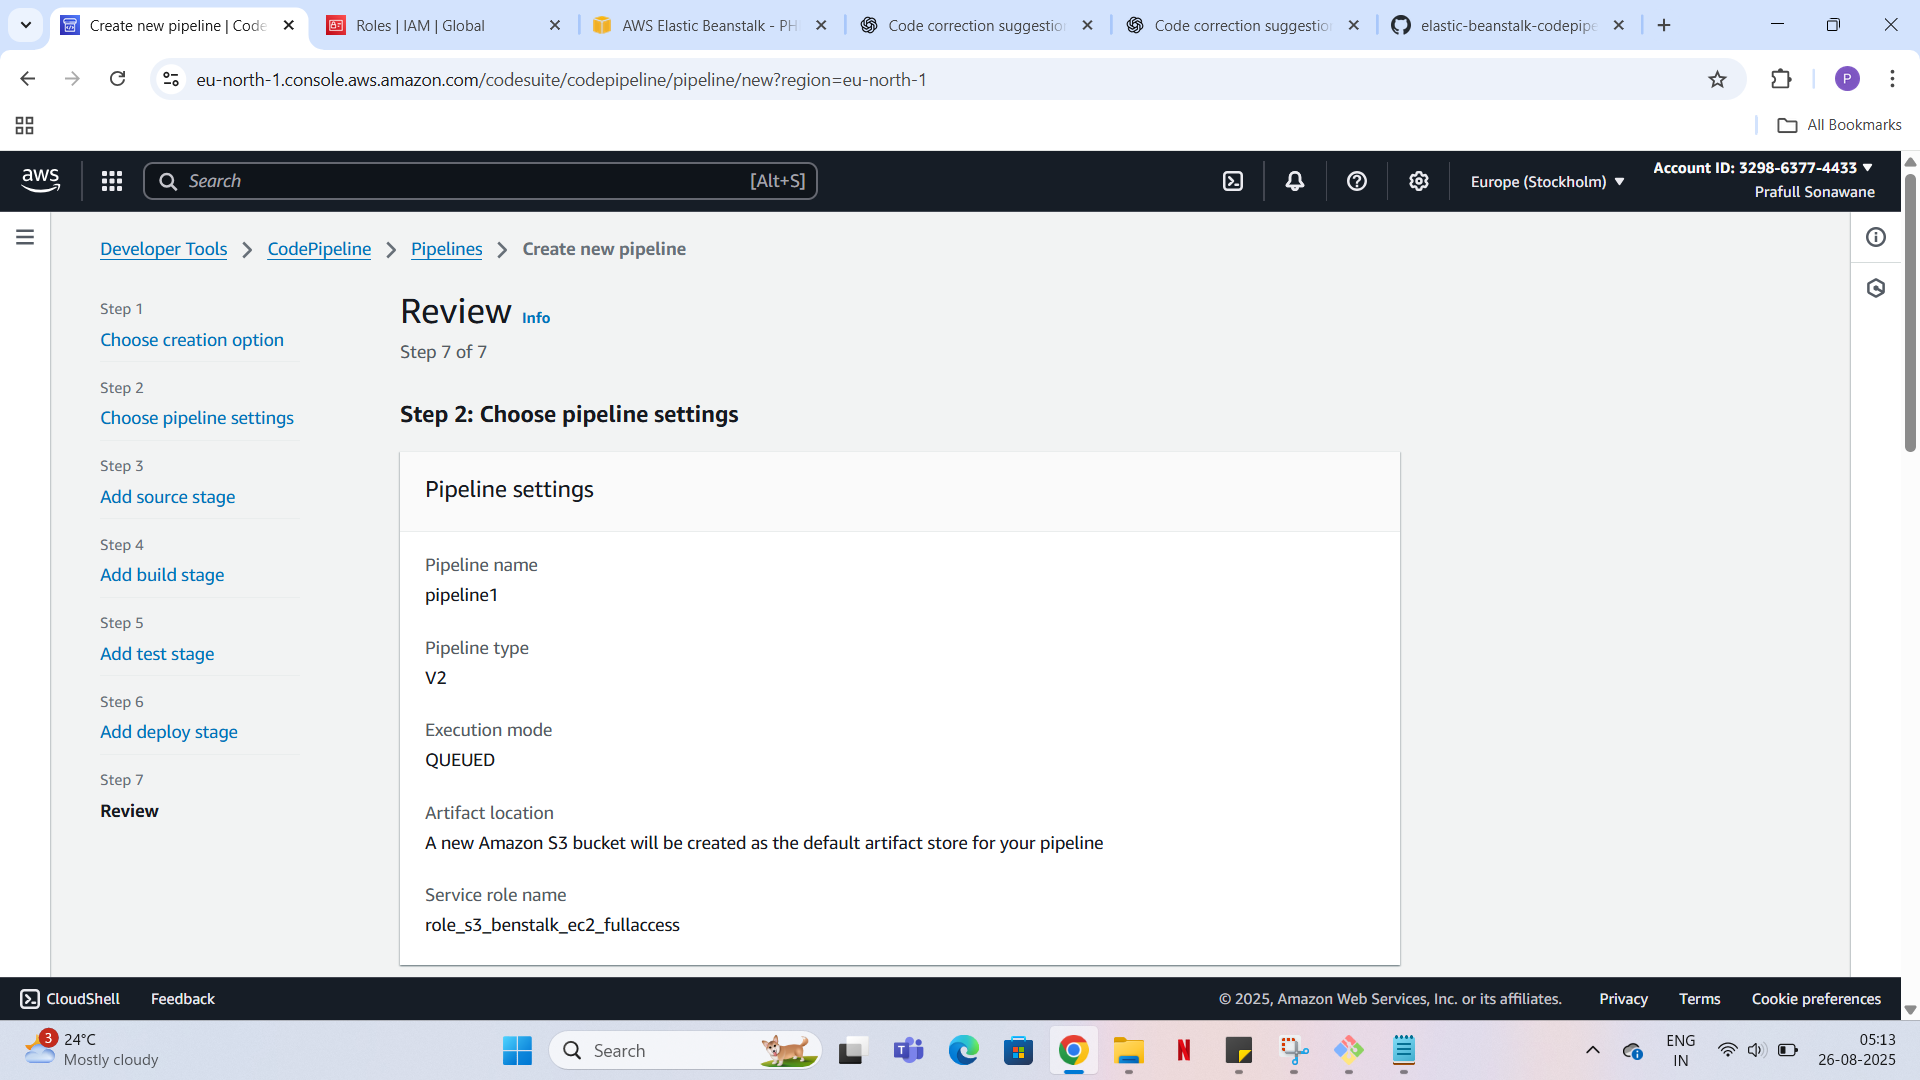 Create new pipeline | Code
Roles | IAM | Global
AWS Elastic Beanstalk - PH
Code correction suggestion
Code correction suggestion
elastic-beanstalk-codepipe
eu-north-1.console.aws.amazon.com/codesuite/codepipeline/pipeline/new?region=eu-north-1
P
All Bookmarks
aws
Search
[Alt+S]
Europe (Stockholm)
Account ID: 3298-6377-4433
Prafull Sonawane
Developer Tools
CodePipeline
Pipelines
Create new pipeline
Step 1
Choose creation option
Step 2
Choose pipeline settings
Step 3
Add source stage
Step 4
Add build stage
Step 5
Add test stage
Step 6
Add deploy stage
Step 7
Review
Review Info
Step 7 of 7
Step 2: Choose pipeline settings
Pipeline settings
Pipeline name
pipeline1
Pipeline type
V2
Execution mode
QUEUED
Artifact location
A new Amazon S3 bucket will be created as the default artifact store for your pipeline
Service role name
role_s3_benstalk_ec2_fullaccess
CloudShell
Feedback
© 2025, Amazon Web Services, Inc. or its affiliates.
Privacy
Terms
Cookie preferences
3
24°C
Mostly cloudy
Search
N
ENG
IN
05:13
26-08-2025